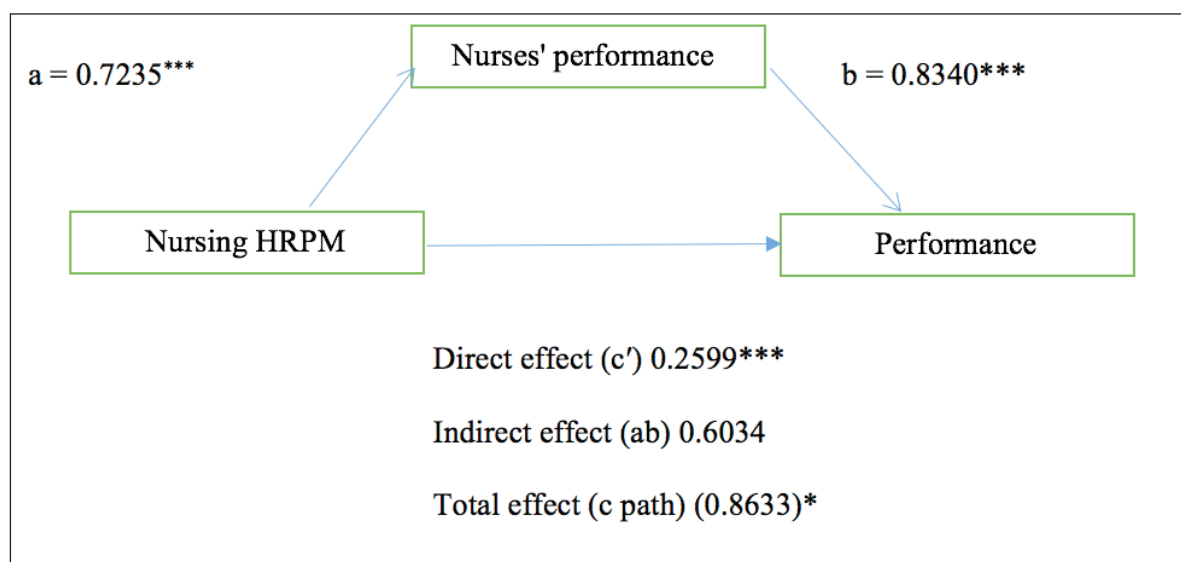 Nurses' performance
a = 0.7235***
b = 0.8340***
Nursing HRPM
Performance
Direct effect (c′) 0.2599***
Indirect effect (ab) 0.6034
Total effect (c path) (0.8633)*